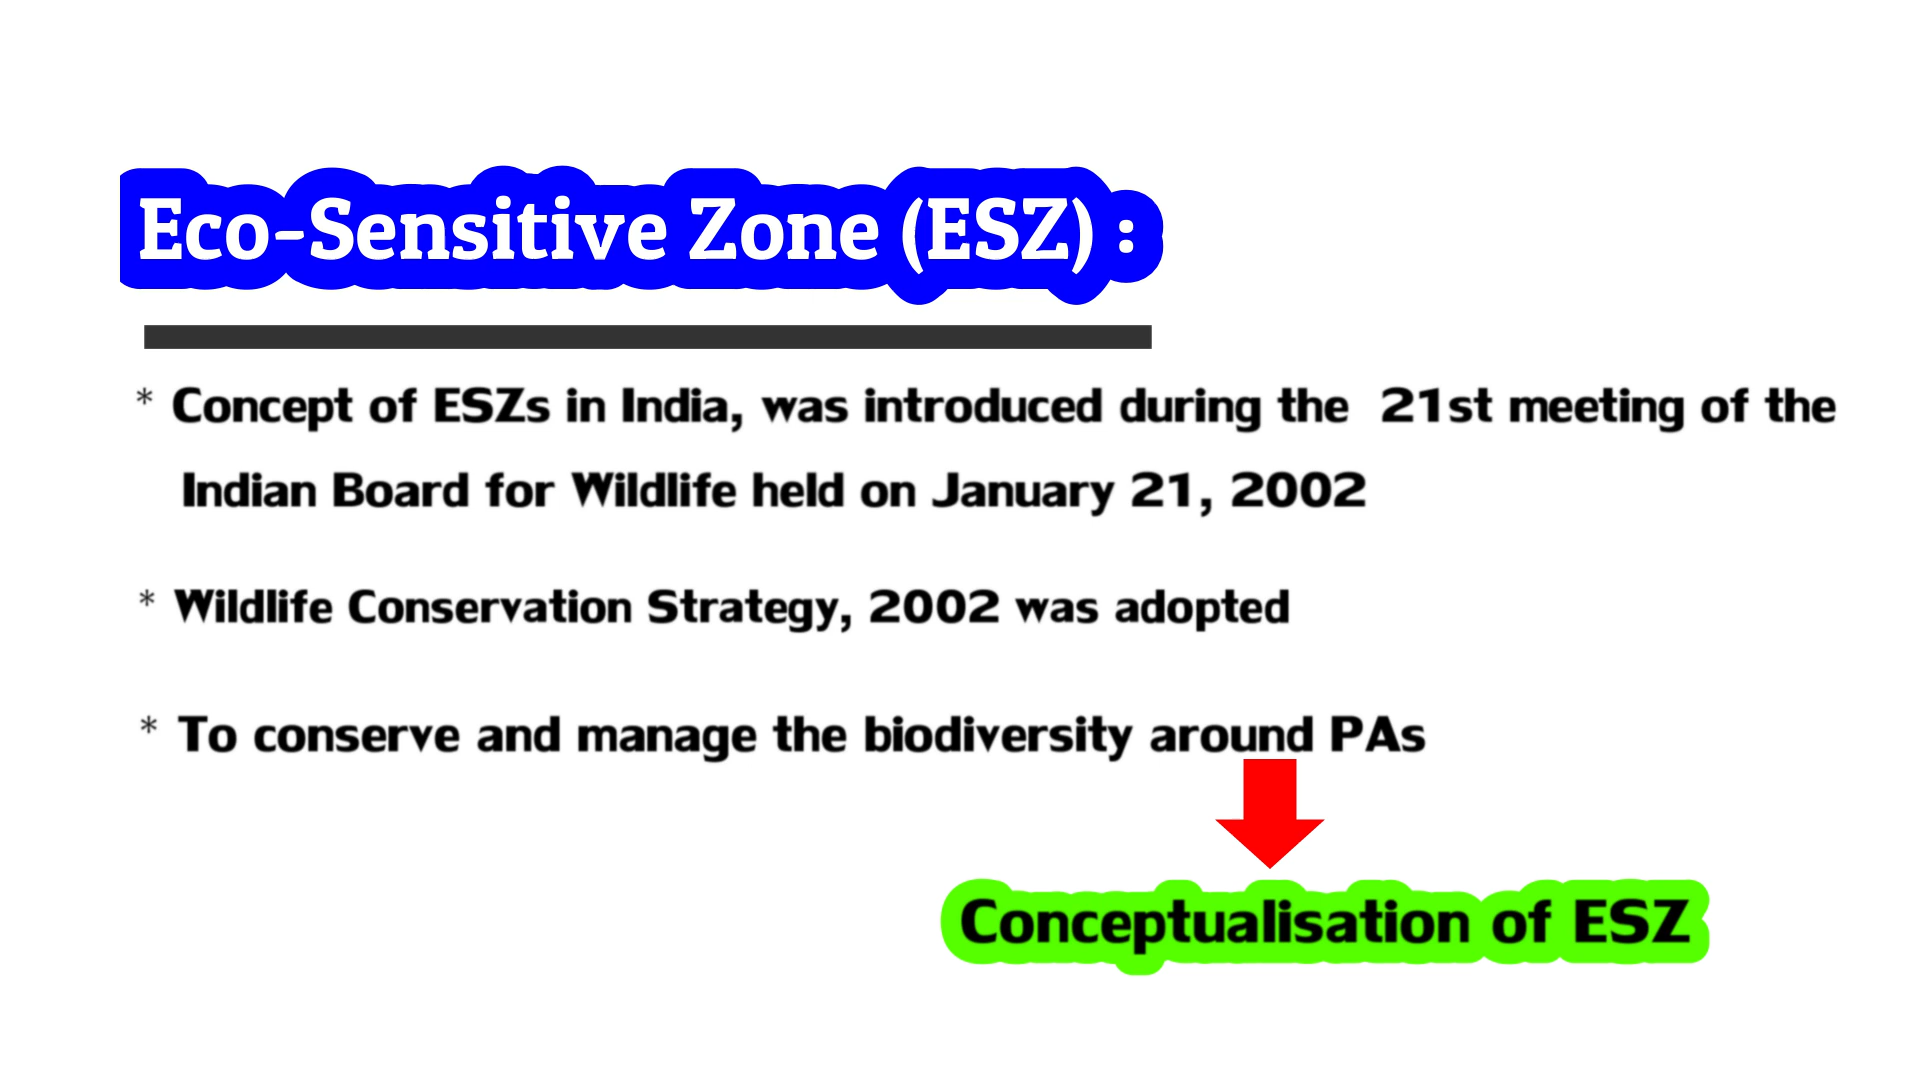 Eco-Sensitive Zone (ESZ) :
* Concept of ESZs in India, was introduced during the 21st meeting of the
Indian Board for Wildlife held on January 21, 2002
* Wildlife Conservation Strategy, 2002 was adopted
* To conserve and manage the biodiversity around PAs
Conceptualisation of ESZ